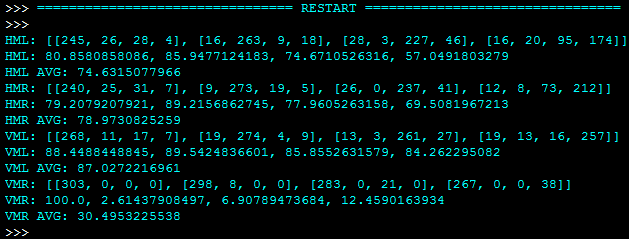 >>> ================================ RESTART ================================
>>>
HML: [[245, 26, 28, 4], [16, 263, 9, 18], [28, 3, 227, 46], [16, 20, 95, 174]]
HML: 80.8580858086, 85.9477124183, 74.6710526316, 57.0491803279
HML AVG: 74.6315077966
HMR: [[240, 25, 31, 7], [9, 273, 19, 5], [26, 0, 237, 41], [12, 8, 73, 212]]
HMR: 79.2079207921, 89.2156862745, 77.9605263158, 69.5081967213
HMR AVG: 78.9730825259
VML: [[268, 11, 17, 7], [19, 274, 4, 9], [13, 3, 261, 27], [19, 13, 16, 257]]
VML: 88.4488448845, 89.5424836601, 85.8552631579, 84.262295082
VML AVG: 87.0272216961
VMR: [[303, 0, 0, 0], [298, 8, 0, 0], [283, 0, 21, 0], [267, 0, 0, 38]]
VMR: 100.0, 2.61437908497, 6.90789473684, 12.4590163934
VMR AVG: 30.4953225538
>>>